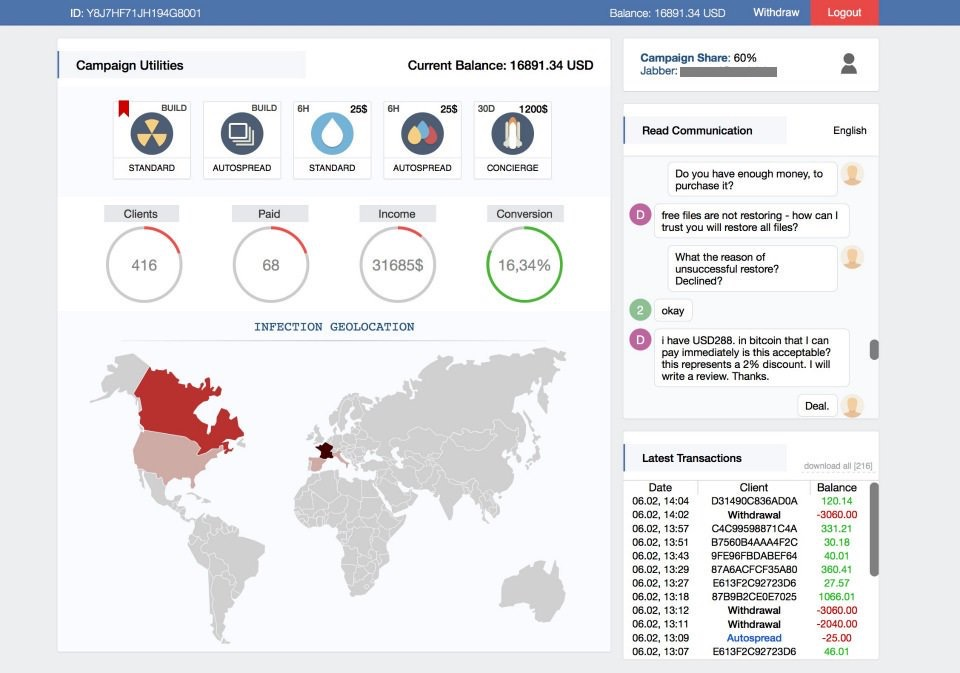 ID: Y8J7HF71JH194G8001
Balance: 16891.34 USD
Withdraw
Logout
Campaign Utilities
Current Balance: 16891.34 USD
BUILD
STANDARD
BUILD
AUTOSPREAD
6H 25$
STANDARD
6H 25$
AUTOSPREAD
30D 1200$
CONCIERGE
Clients
416
Paid
68
Income
31685$
Conversion
16,34%
INFECTION GEOLOCATION
Campaign Share: 60%
Jabber:
Read Communication
English
Do you have enough money, to
purchase it?
D
free files are not restoring - how can I
trust you will restore all files?
What the reason of
unsuccessful restore?
Declined?
2
okay
D
i have USD288. in bitcoin that I can
pay immediately is this acceptable?
this represents a 2% discount. I will
write a review. Thanks.
Deal.
Latest Transactions
download all [216]
Date Client Balance
06.02, 14:04 D31490C836AD0A 120.14
06.02, 14:02 Withdrawal -3060.00
06.02, 13:57 C4C99598871C4A 331.21
06.02, 13:51 B7560B4AAA4F2C 30.18
06.02, 13:43 9FE96FBDABEF64 40.01
06.02, 13:29 87A6ACFCF35A80 360.41
06.02, 13:27 E613F2C92723D6 27.57
06.02, 13:18 87B9B2CE0E7025 1066.01
06.02, 13:12 Withdrawal -3060.00
06.02, 13:11 Withdrawal -2040.00
06.02, 13:09 Autospread -25.00
06.02, 13:07 E613F2C92723D6 46.01